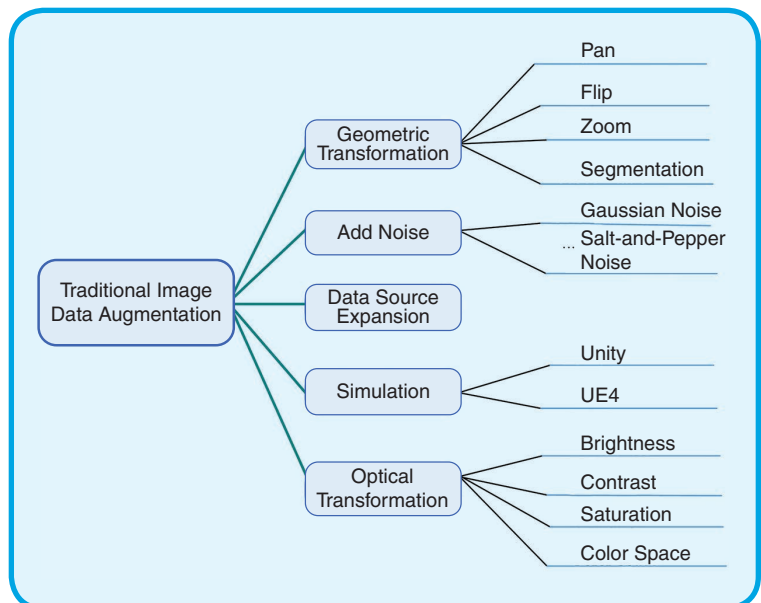 Traditional Image
Data Augmentation
Geometric
Transformation
Pan
Flip
Zoom
Segmentation
Add Noise
Gaussian Noise
... Salt-and-Pepper
Noise
Data Source
Expansion
Simulation
Unity
UE4
Optical
Transformation
Brightness
Contrast
Saturation
Color Space